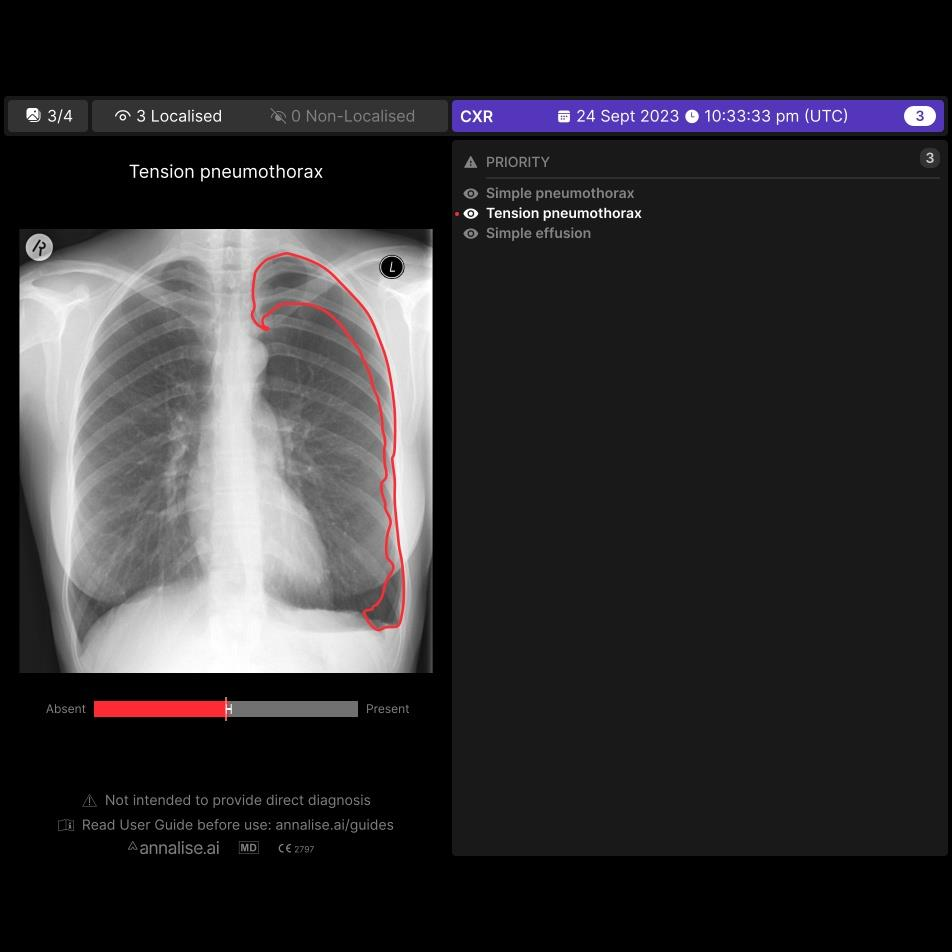 3/4 3 Localised 0 Non-Localised CXR 24 Sept 2023 10:33:33 pm (UTC) 3
Tension pneumothorax
L
Absent Present
Not intended to provide direct diagnosis
Read User Guide before use: annalise.ai/guides
annalise.ai MD CE 2797
PRIORITY 3
Simple pneumothorax
Tension pneumothorax
Simple effusion